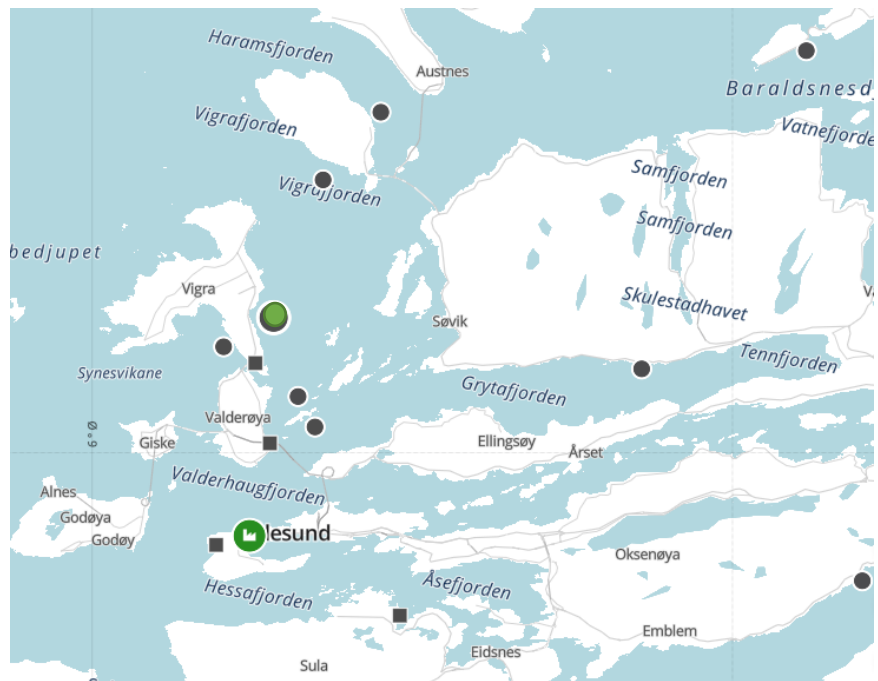 Haramsfjorden
Austnes
Baraldsnesdj
Vigrafjorden
Vatnefjorde
Vigrafjorden
Samfjorden
Samfjorden
bedjupet
Vigra
Skulestadhavet
Søvik
Tennfjorden
Synesvikane
Grytafjorden
Valderøya
6°Ø
Giske
Ellingsøy
Årset
Valderhaugfjorden
Alnes
Godøya
Godøy
lesund
Oksenøya
Hessafjorden
Åsefjorden
Emblem
Eidsnes
Sula